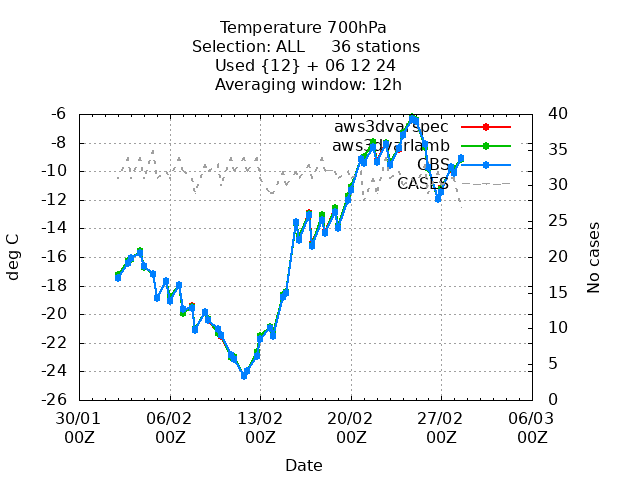 Temperature 700hPa
Selection: ALL 36 stations
Used {12} + 06 12 24
Averaging window: 12h
-6 40
aws3dvarspec
-8 35
aws3dvarlamb
-10 30
OBS
CASES
-12 25
-14
-16 20
-18 15
-20 10
-22 5
-24
-26 0
deg C
No cases
30/01 06/02 13/02 20/02 27/02 06/03
00Z 00Z 00Z 00Z 00Z 00Z
Date